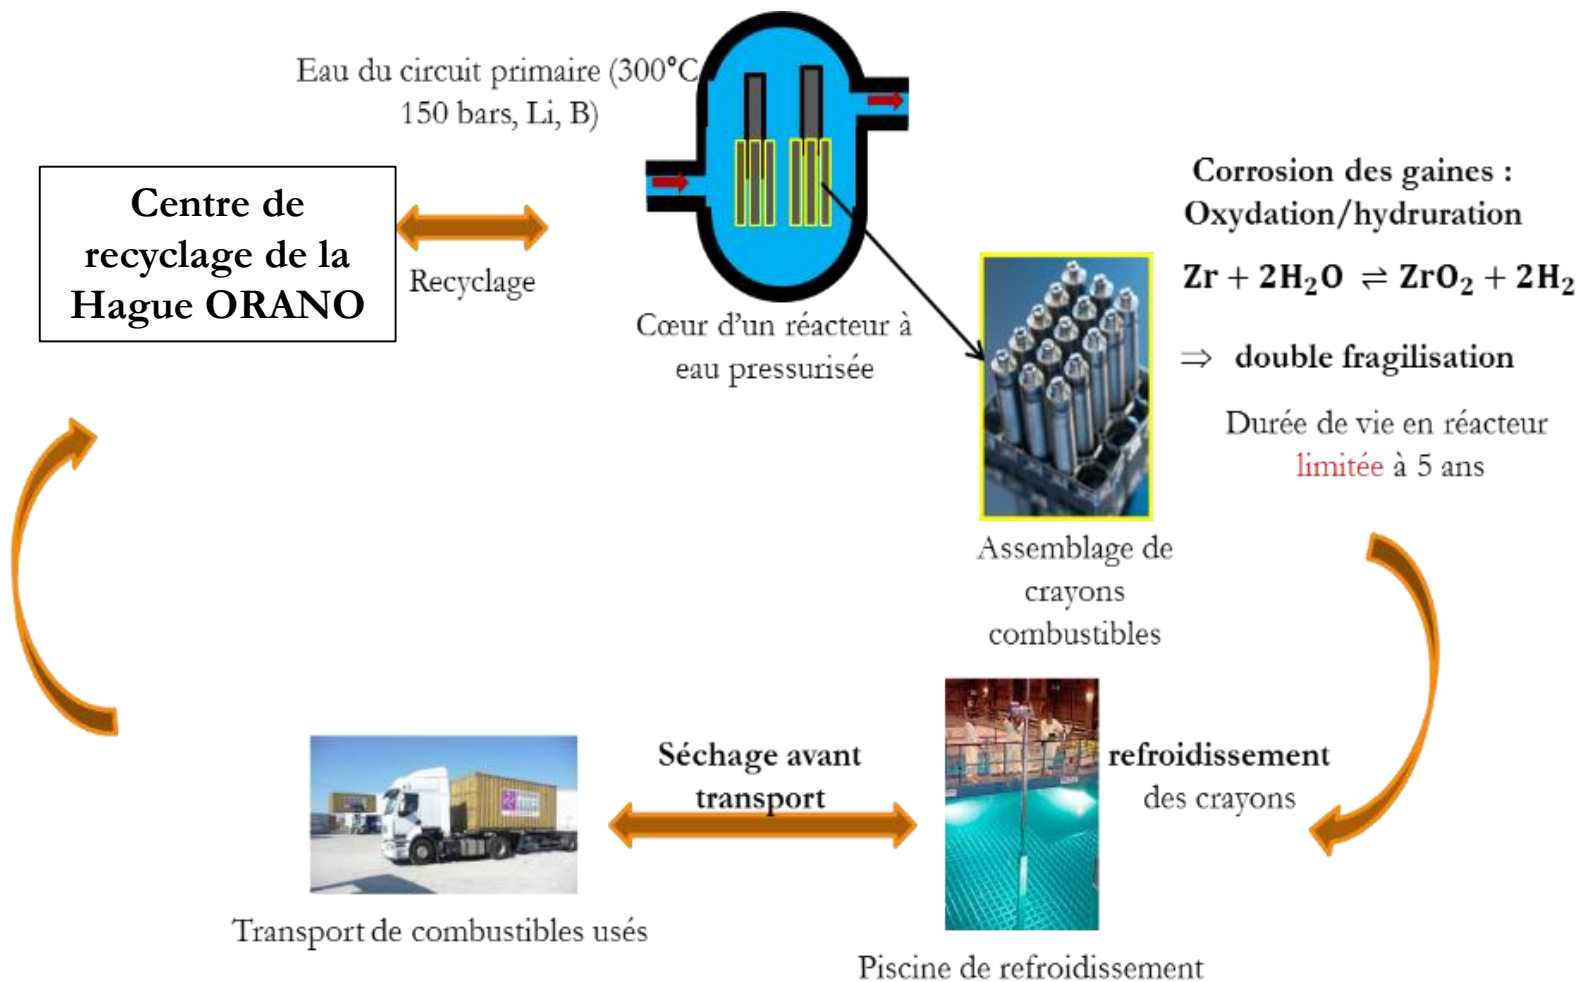 Eau du circuit primaire (300°C
150 bars, Li, B)
Centre de
recyclage de la
Hague ORANO
Recyclage
Cœur d'un réacteur à
eau pressurisée
Corrosion des gaines :
Oxydation/hydruration
Zr + 2H₂O ⇌ ZrO₂ + 2H₂
⇒ double fragilisation
Durée de vie en réacteur
limitée à 5 ans
Assemblage de
crayons
combustibles
refroidissement
des crayons
Séchage avant
transport
Transport de combustibles usés
Piscine de refroidissement